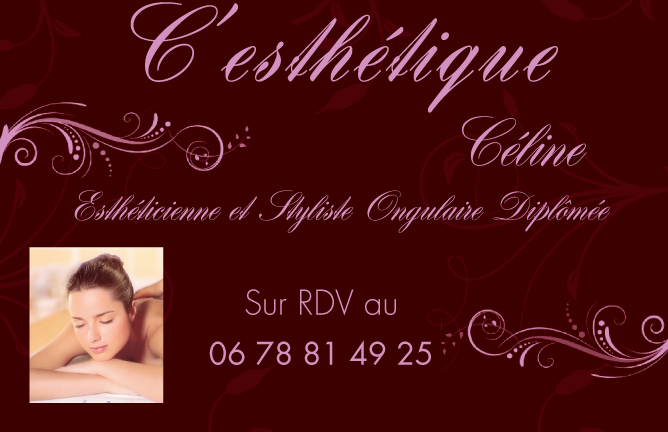 C'esthétique
Céline
Esthéticienne et Styliste Ongulaire Diplômée
Sur RDV au
06 78 81 49 25